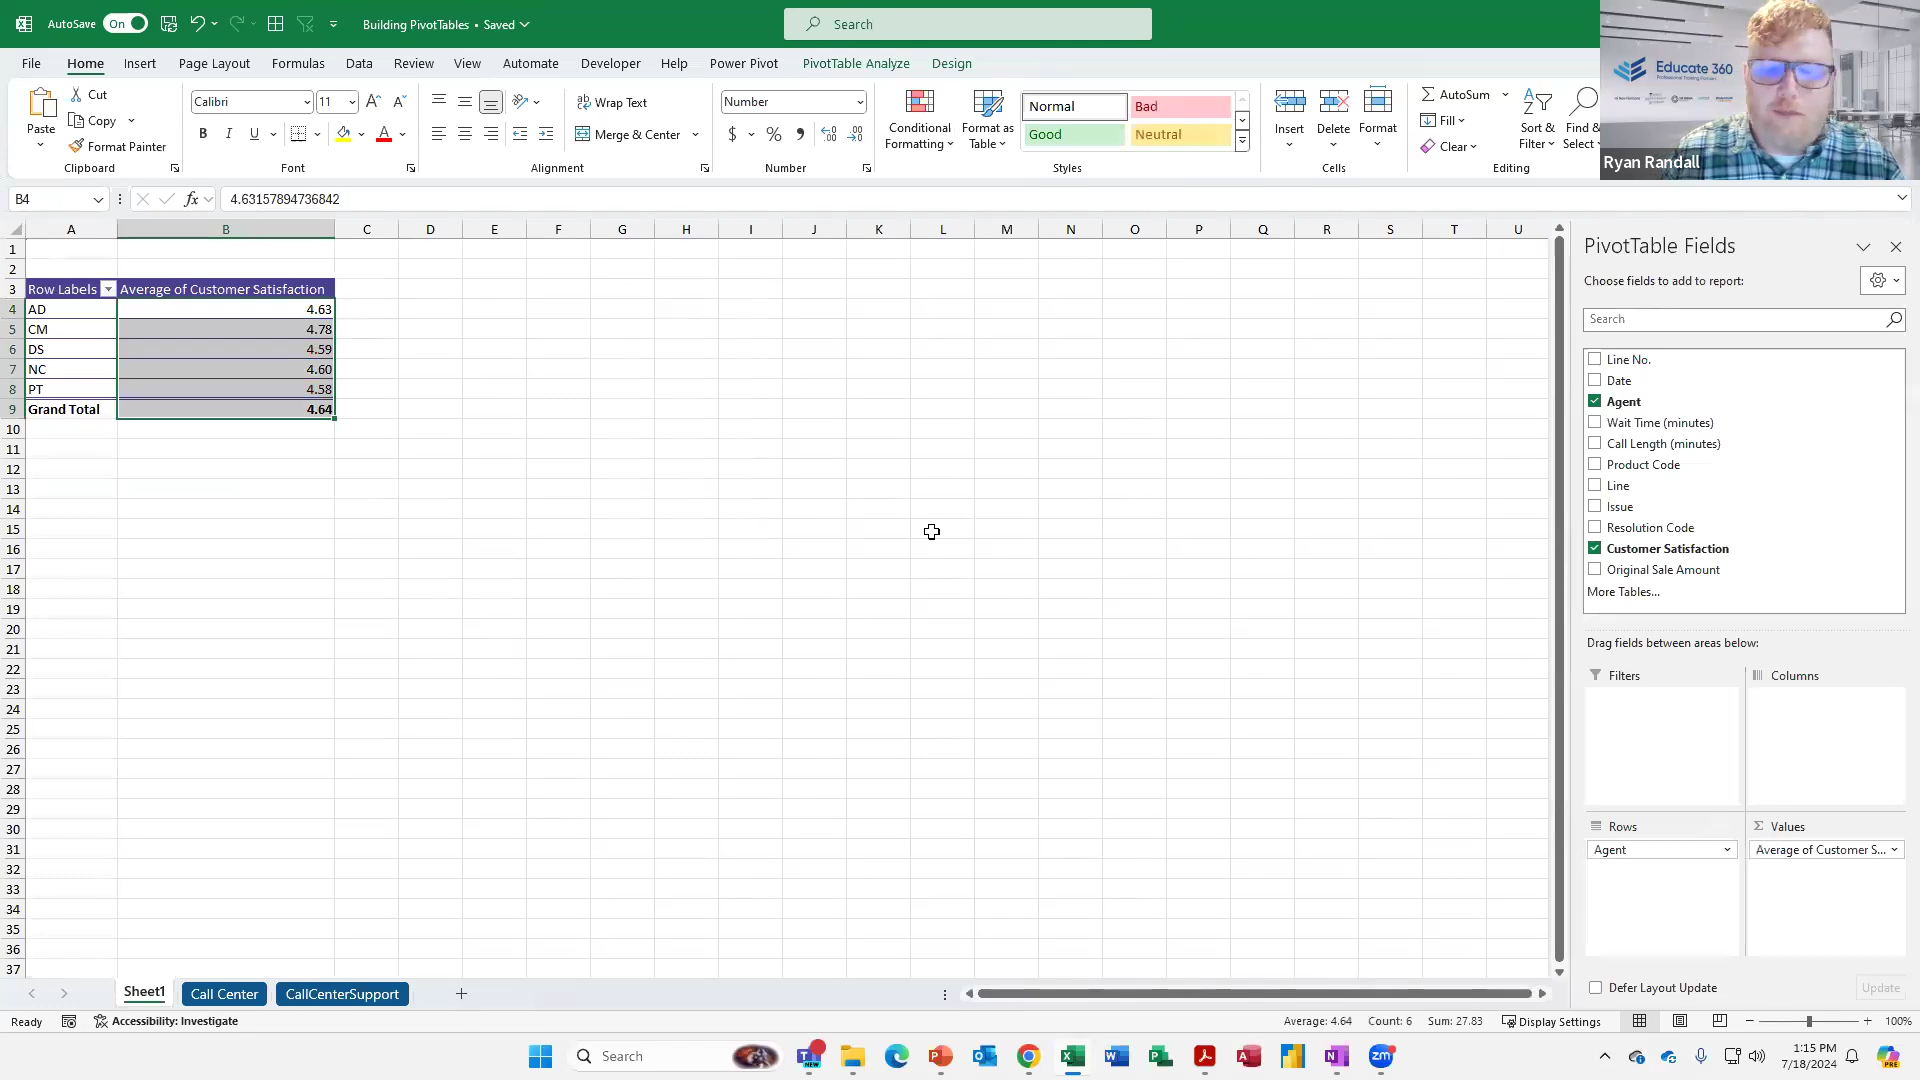 AutoSave On Building PivotTables • Saved Search
Educate 360
Professional Training Partners
Ryan Randall
File Home Insert Page Layout Formulas Data Review View Automate Developer Help Power Pivot PivotTable Analyze Design
Paste Cut Copy Format Painter Clipboard
Calibri 11 B I U A Font
Wrap Text Merge & Center Alignment
Number $ % , Number
Conditional Formatting Format as Table Normal Bad Good Neutral Styles
Insert Delete Format Cells
AutoSum Fill Clear Sort & Filter Find & Select Editing
B4 fx 4.63157894736842
A B C D E F G H I J K L M N O P Q R S T U
1
2
3 Row Labels Average of Customer Satisfaction
4 AD 4.63
5 CM 4.78
6 DS 4.59
7 NC 4.60
8 PT 4.58
9 Grand Total 4.64
10
11
12
13
14
15
16
17
18
19
20
21
22
23
24
25
26
27
28
29
30
31
32
33
34
35
36
37
PivotTable Fields
Choose fields to add to report:
Search
Line No.
Date
Agent
Wait Time (minutes)
Call Length (minutes)
Product Code
Line
Issue
Resolution Code
Customer Satisfaction
Original Sale Amount
More Tables...
Drag fields between areas below:
Filters Columns
Rows Values
Agent Average of Customer S...
Defer Layout Update Update
Sheet1 Call Center CallCenterSupport
Ready Accessibility: Investigate Average: 4.64 Count: 6 Sum: 27.83 Display Settings 100%
Search
NEW
zm
1:15 PM
7/18/2024
PRE